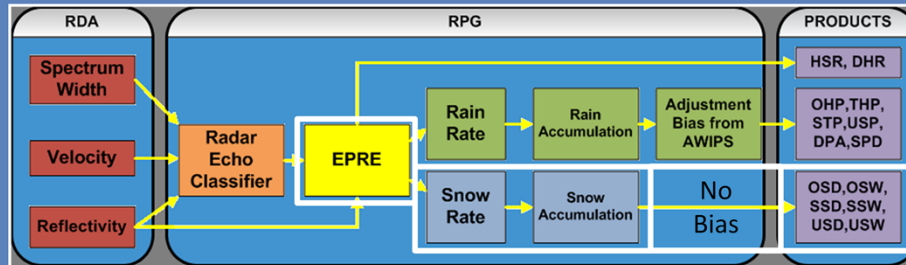 RDA
RPG
PRODUCTS
Spectrum
Width
Velocity
Reflectivity
Radar
Echo
Classifier
EPRE
Rain
Rate
Rain
Accumulation
Adjustment
Bias from
AWIPS
Snow
Rate
Snow
Accumulation
No
Bias
HSR, DHR
OHP,THP,
STP,USP,
DPA,SPD
OSD,OSW,
SSD,SSW,
USD,USW